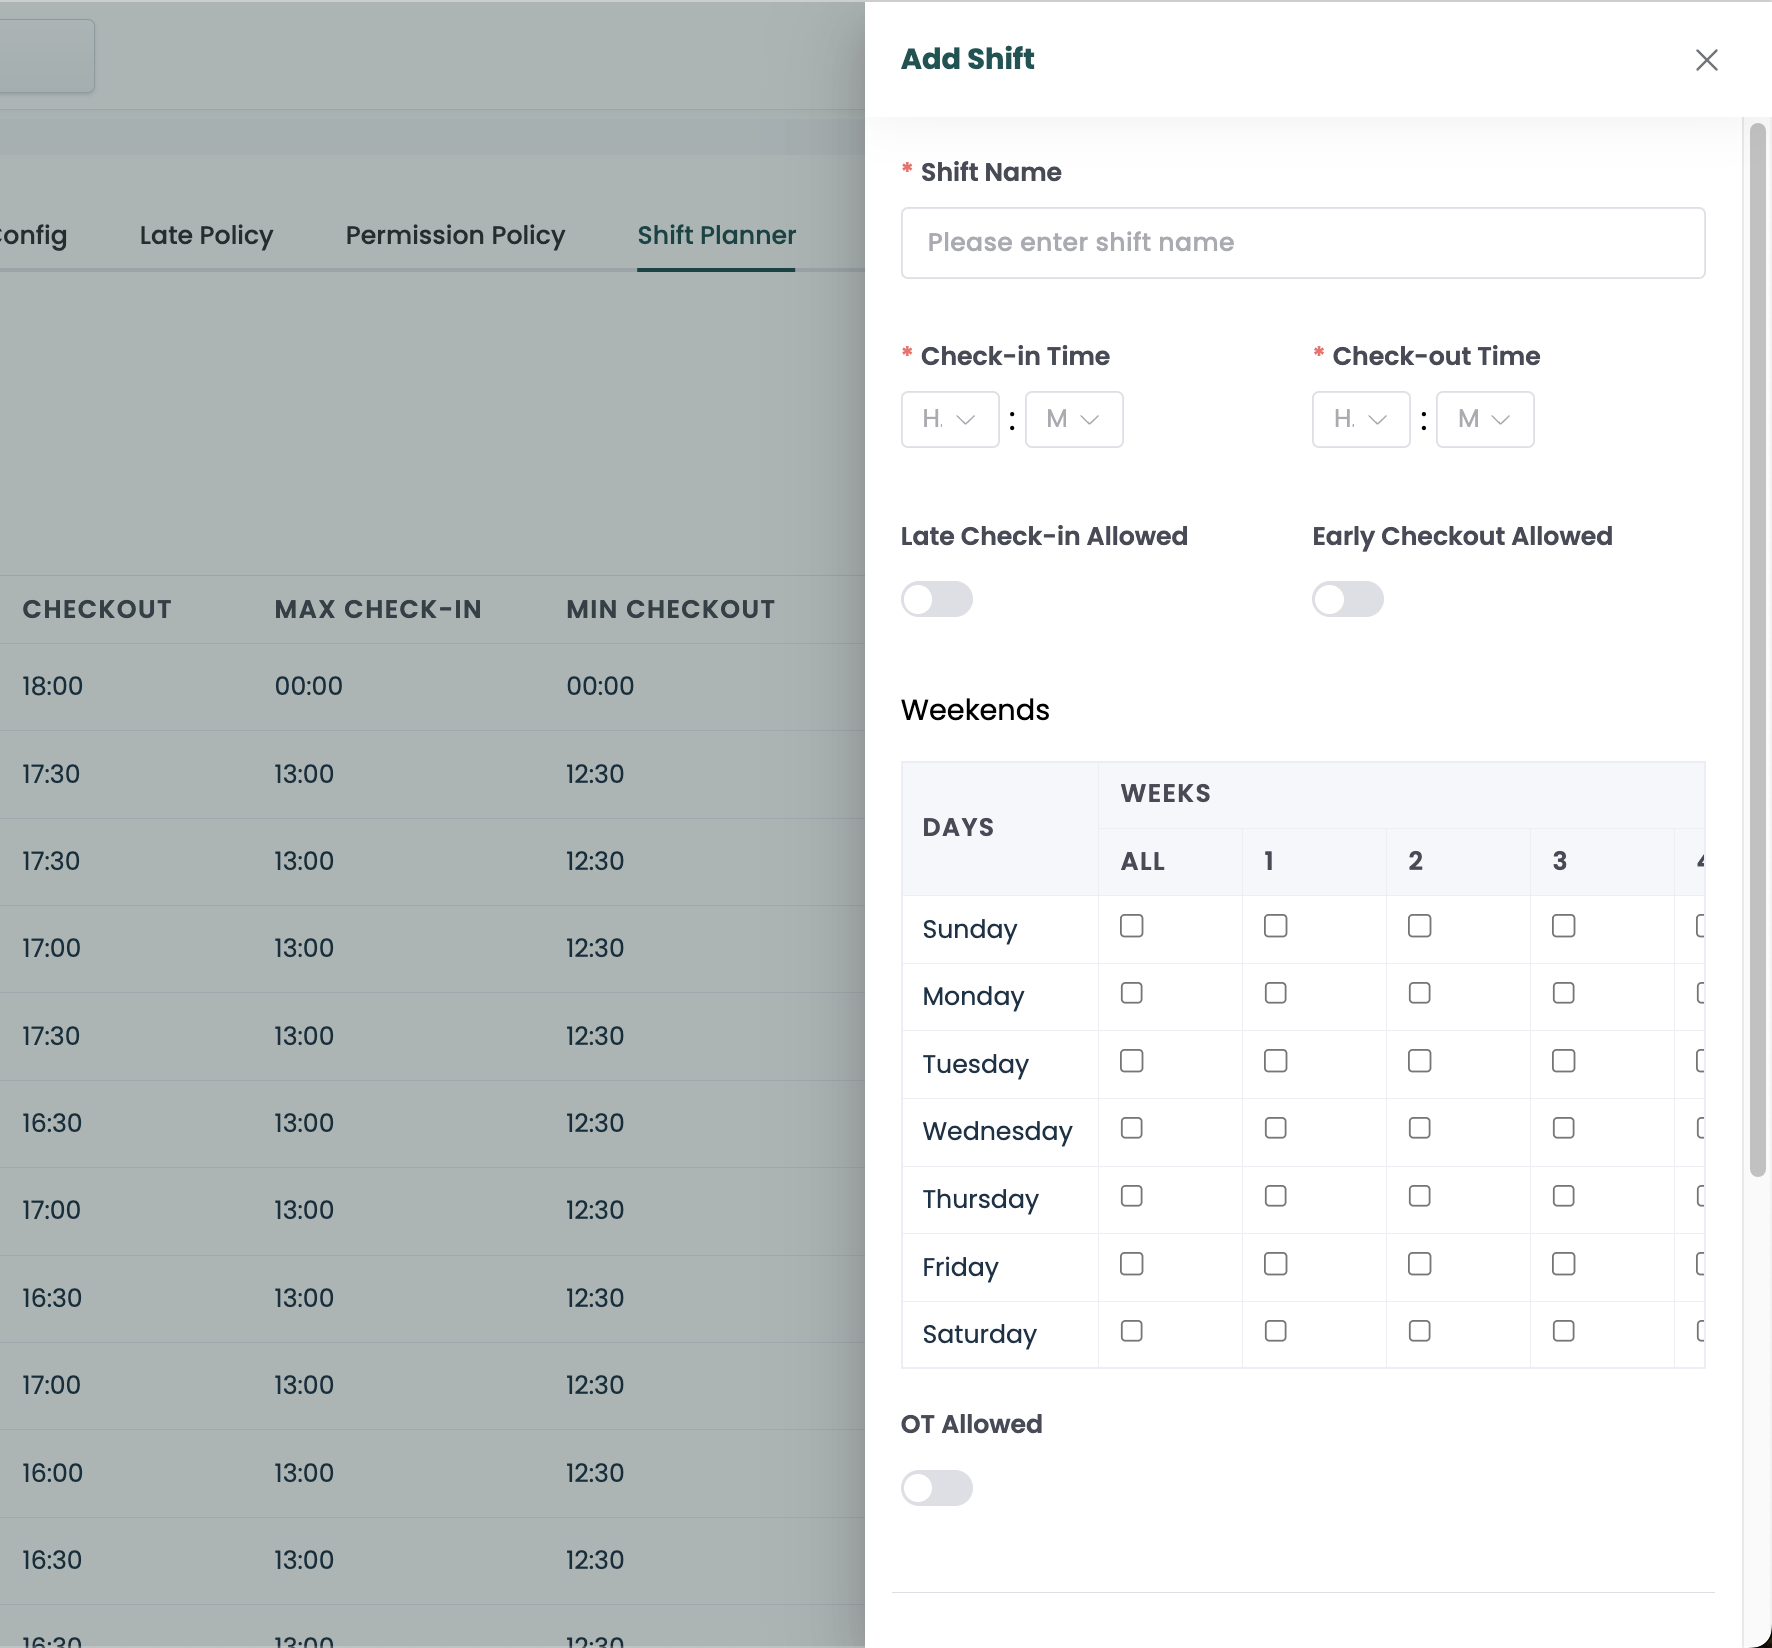 Add Shift
* Shift Name
Please enter shift name
* Check-in Time * Check-out Time
H. : M H. : M
Late Check-in Allowed Early Checkout Allowed
Weekends
DAYS WEEKS
ALL 1 2 3 4
Sunday
Monday
Tuesday
Wednesday
Thursday
Friday
Saturday
OT Allowed
onfig Late Policy Permission Policy Shift Planner
CHECKOUT MAX CHECK-IN MIN CHECKOUT
18:00 00:00 00:00
17:30 13:00 12:30
17:30 13:00 12:30
17:00 13:00 12:30
17:30 13:00 12:30
16:30 13:00 12:30
17:00 13:00 12:30
16:30 13:00 12:30
17:00 13:00 12:30
16:00 13:00 12:30
16:30 13:00 12:30
16:30 13:00 12:30